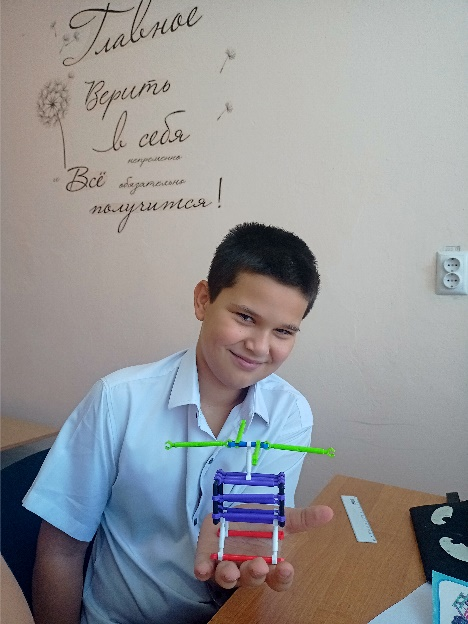 Главное
Верить
в себя
непременно
Всё обязательно
получится!